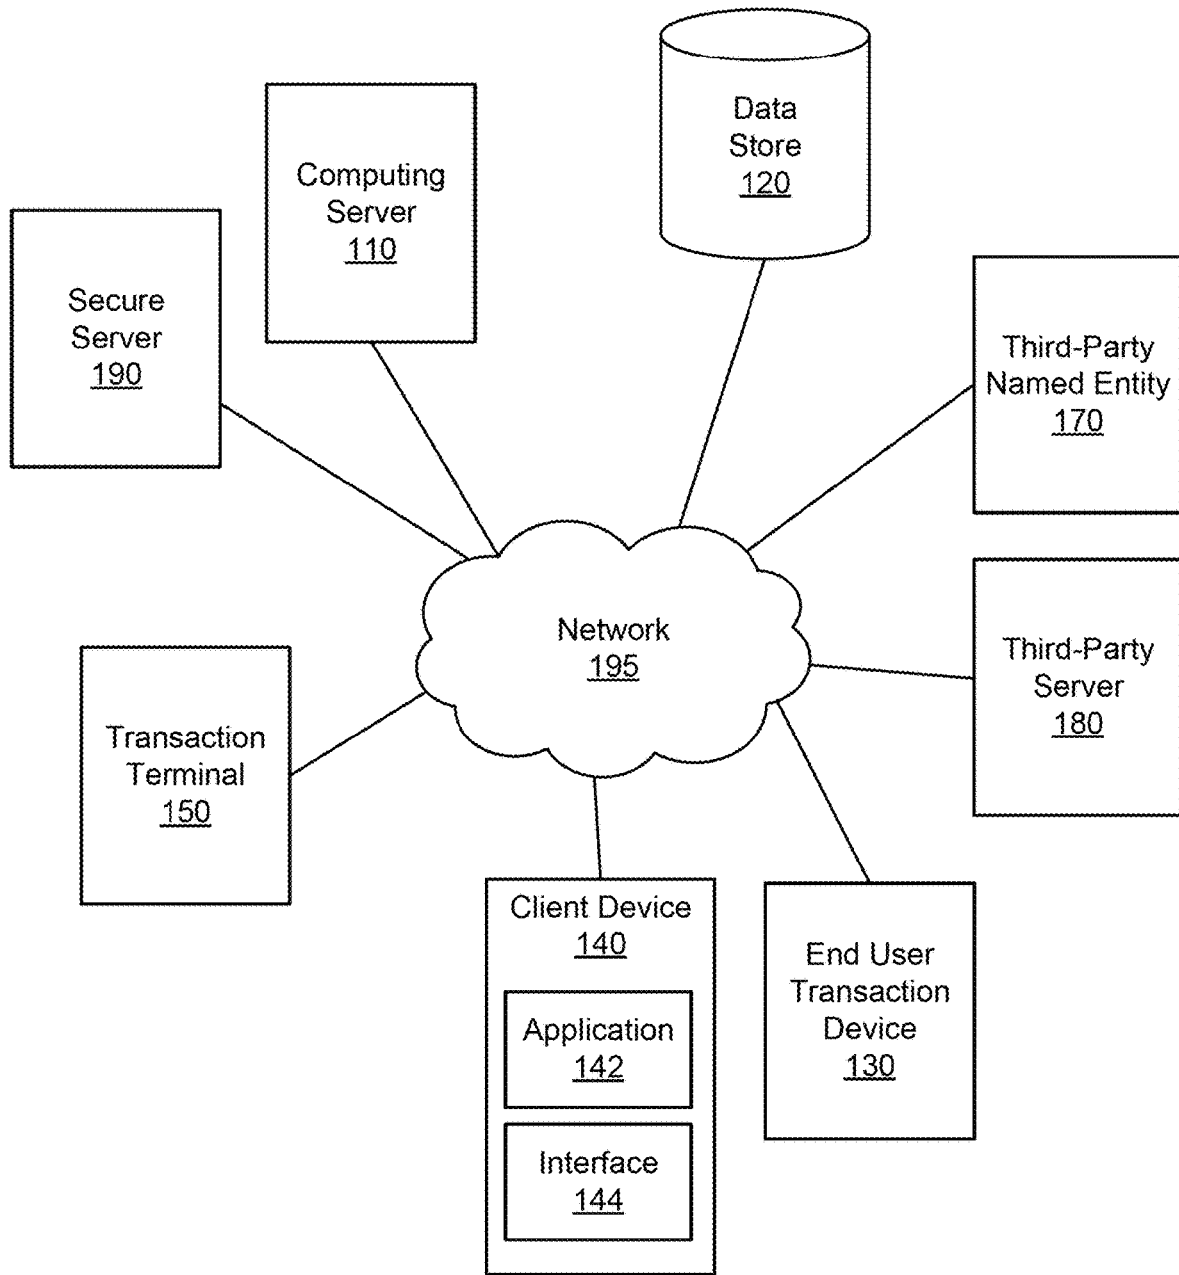 Data
Store
120
Computing
Server
110
Secure
Server
190
Third-Party
Named Entity
170
Network
195
Third-Party
Server
180
Transaction
Terminal
150
Client Device
140
Application
142
Interface
144
End User
Transaction
Device
130